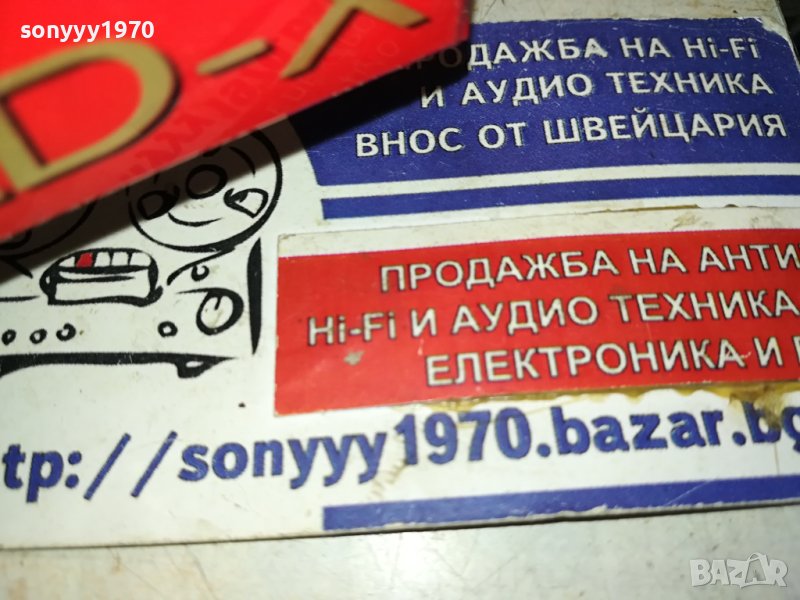 sonyyy1970
D-X
ПРОДАЖБА НА Hi-Fi
И АУДИО ТЕХНИКА
ВНОС ОТ ШВЕЙЦАРИЯ
ПРОДАЖБА НА АНТИ
Hi-Fi И АУДИО ТЕХНИКА
ЕЛЕКТРОНИКА И
tp://sonyyy1970.bazar.bg
BAZAR